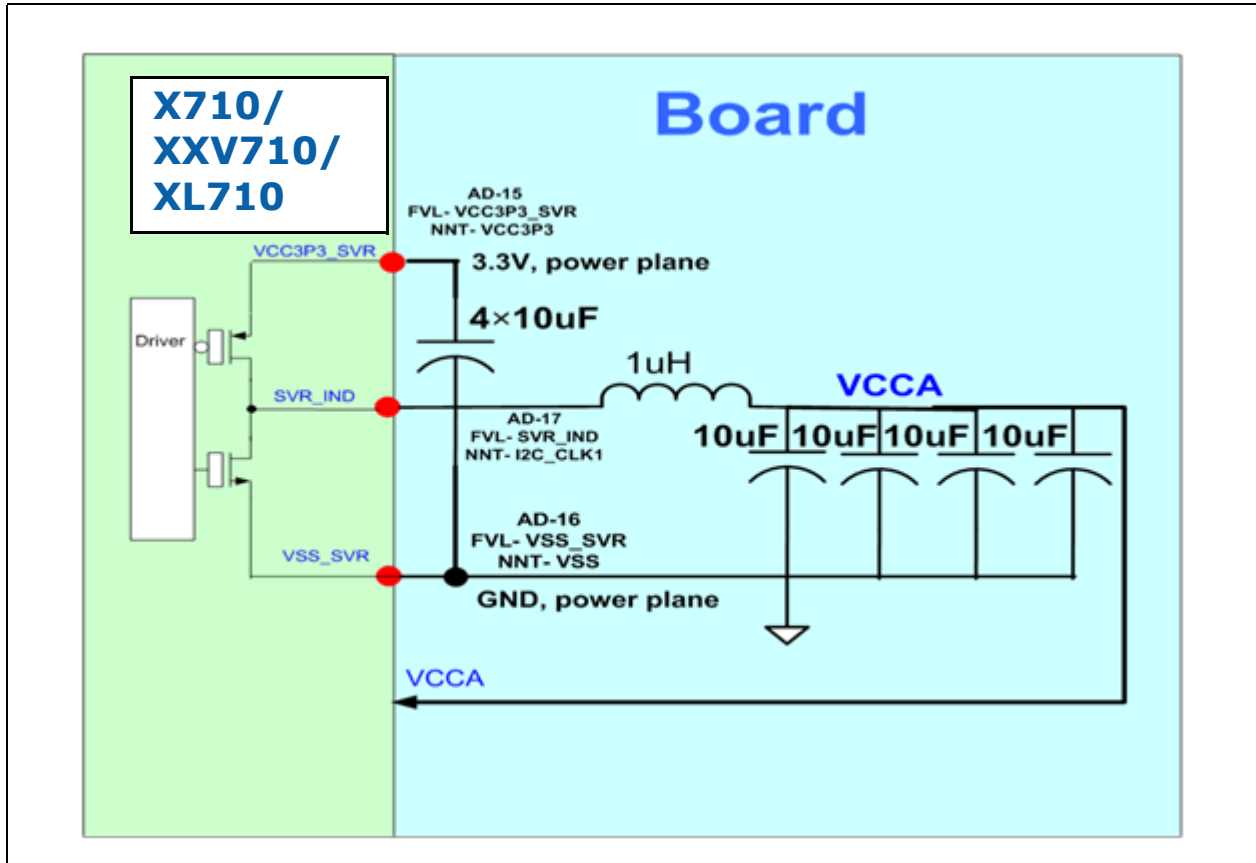 X710/
XXV710/
XL710
Board
AD-15
FVL- VCC3P3_SVR
NNT- VCC3P3
VCC3P3_SVR
3.3V, power plane
4×10uF
Driver
1uH
SVR_IND
VCCA
AD-17
FVL- SVR_IND
NNT- I2C_CLK1
10uF
10uF
10uF
10uF
AD-16
FVL- VSS_SVR
NNT- VSS
VSS_SVR
GND, power plane
VCCA